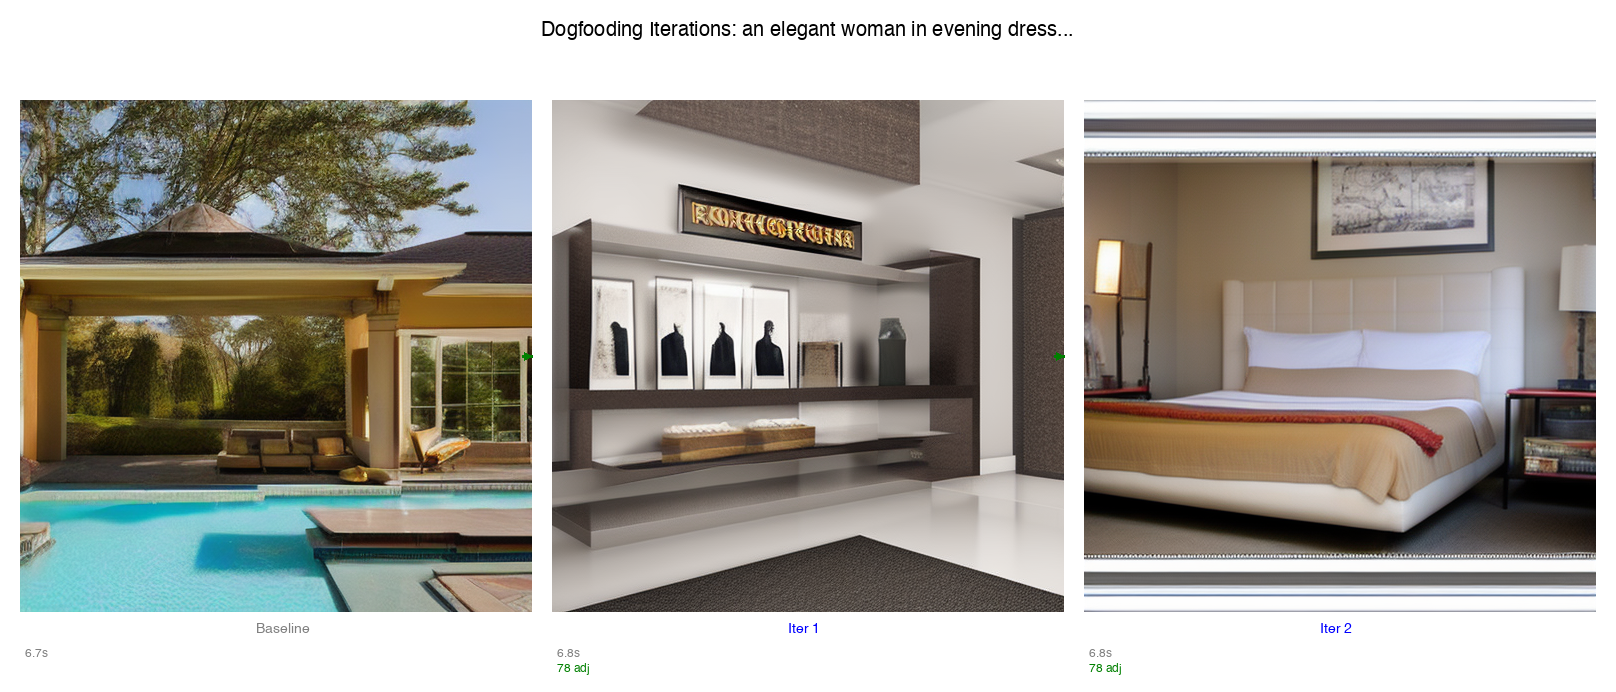 Dogfooding Iterations: an elegant woman in evening dress...
Baseline
Iter 1
Iter 2
6.7s
6.8s
78 adj
6.8s
78 adj